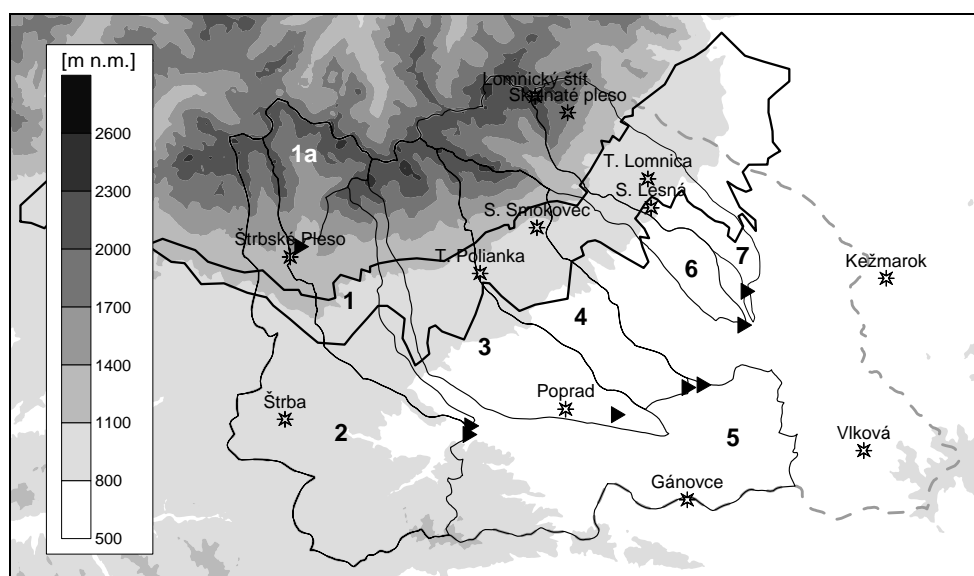 [m n.m.]
2600
2300
2000
1700
1400
1100
800
500
Lomnický štít
Skalnaté pleso
1a
T. Lomnica
S. Lesná
S. Smokovec
Štrbské Pleso
T. Polianka
7
6
Kežmarok
1
4
3
Štrba
Poprad
2
5
Vlková
Gánovce